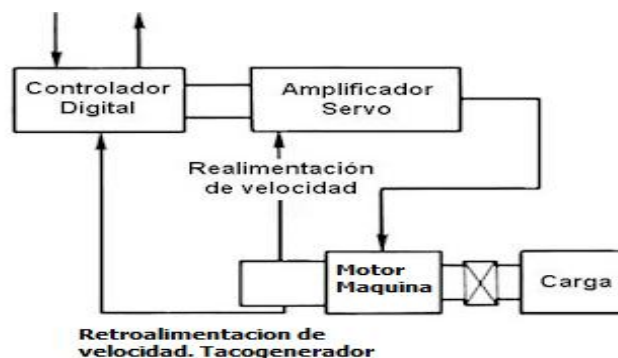 Controlador
Digital
Amplificador
Servo
Realimentación
de velocidad
Motor
Maquina
Carga
Retroalimentacion de
velocidad. Tacogenerador